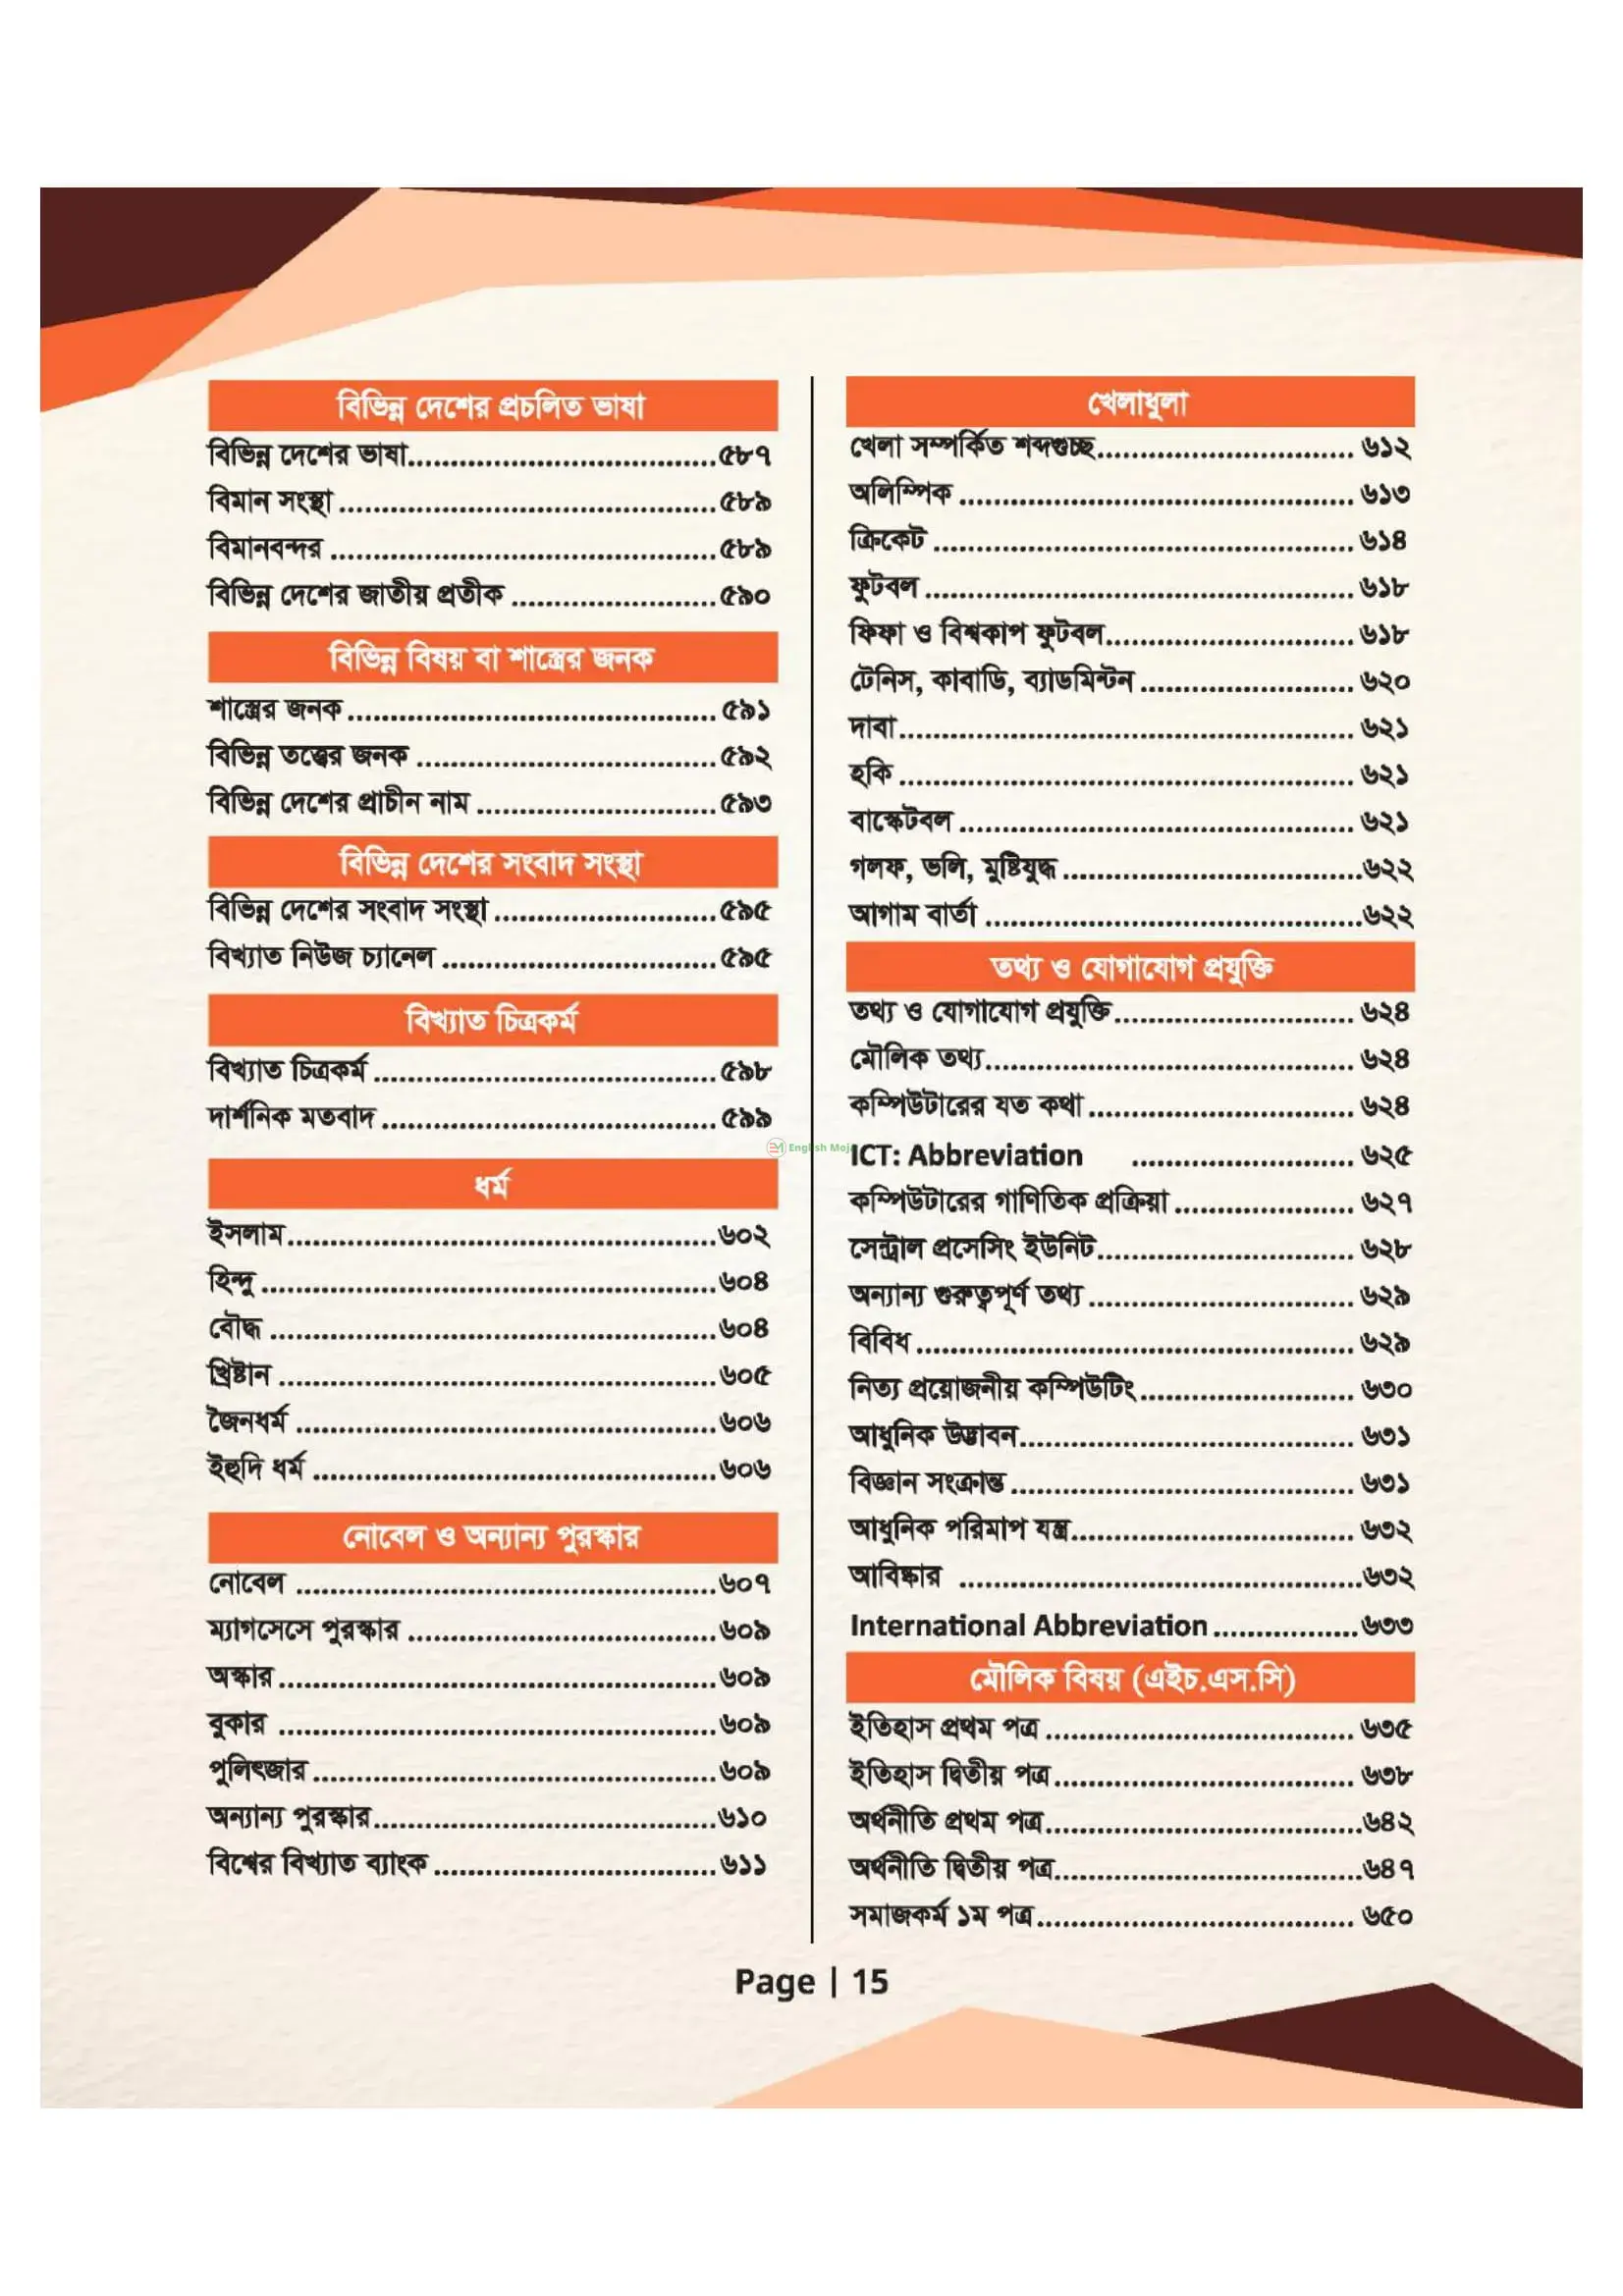 বিভিন্ন দেশের প্রচলিত ভাষা
বিভিন্ন দেশের ভাষা....................................৫৮৭
বিমান সংস্থা ............................................৫৮৯
বিমানবন্দর .............................................৫৮৯
বিভিন্ন দেশের জাতীয় প্রতীক ........................৫৯০
বিভিন্ন বিষয় বা শাস্ত্রের জনক
শাস্ত্রের জনক...........................................৫৯১
বিভিন্ন তত্ত্বের জনক ...................................৫৯২
বিভিন্ন দেশের প্রাচীন নাম ............................৫৯৩
বিভিন্ন দেশের সংবাদ সংস্থা
বিভিন্ন দেশের সংবাদ সংস্থা..........................৫৯৫
বিখ্যাত নিউজ চ্যানেল ................................৫৯৫
বিখ্যাত চিত্রকর্ম
বিখ্যাত চিত্রকর্ম ........................................৫৯৮
দার্শনিক মতবাদ .......................................৫৯৯
ধর্ম
ইসলাম..................................................৬০২
হিন্দু .....................................................৬০৪
বৌদ্ধ ....................................................৬০৪
খ্রিষ্টান ...................................................৬০৫
জৈনধর্ম .................................................৬০৬
ইহুদি ধর্ম ...............................................৬০৬
নোবেল ও অন্যান্য পুরস্কার
নোবেল .................................................৬০৭
ম্যাগসেসে পুরস্কার ....................................৬০৯
অস্কার...................................................৬০৯
বুকার ...................................................৬০৯
পুলিৎজার...............................................৬০৯
অন্যান্য পুরস্কার........................................৬১০
বিশ্বের বিখ্যাত ব্যাংক .................................৬১১
খেলাধুলা
খেলা সম্পর্কিত শব্দগুচ্ছ.............................. ৬১২
অলিম্পিক .............................................. ৬১৩
ক্রিকেট ................................................. ৬১৪
ফুটবল .................................................. ৬১৮
ফিফা ও বিশ্বকাপ ফুটবল............................. ৬১৮
টেনিস, কাবাডি, ব্যাডমিন্টন ......................... ৬২০
দাবা..................................................... ৬২১
হকি ..................................................... ৬২১
বাস্কেটবল .............................................. ৬২১
গলফ, ভলি, মুষ্টিযুদ্ধ ...................................৬২২
আগাম বার্তা ............................................৬২২
তথ্য ও যোগাযোগ প্রযুক্তি
তথ্য ও যোগাযোগ প্রযুক্তি............................ ৬২৪
মৌলিক তথ্য........................................... ৬২৪
কম্পিউটারের যত কথা ............................... ৬২৪
ICT: Abbreviation .......................... ৬২৫
কম্পিউটারের গাণিতিক প্রক্রিয়া ..................... ৬২৭
সেন্ট্রাল প্রসেসিং ইউনিট.............................. ৬২৮
অন্যান্য গুরুত্বপূর্ণ তথ্য ............................... ৬২৯
বিবিধ ................................................... ৬২৯
নিত্য প্রয়োজনীয় কম্পিউটিং......................... ৬৩০
আধুনিক উদ্ভাবন....................................... ৬৩১
বিজ্ঞান সংক্রান্ত ........................................ ৬৩১
আধুনিক পরিমাপ যন্ত্র................................. ৬৩২
আবিষ্কার ...............................................৬৩২
International Abbreviation .................৬৩৩
মৌলিক বিষয় (এইচ.এস.সি)
ইতিহাস প্রথম পত্র .................................... ৬৩৫
ইতিহাস দ্বিতীয় পত্র................................... ৬৩৮
অর্থনীতি প্রথম পত্র.....................................৬৪২
অর্থনীতি দ্বিতীয় পত্র....................................৬৪৭
সমাজকর্ম ১ম পত্র..................................... ৬৫০
Page | 15